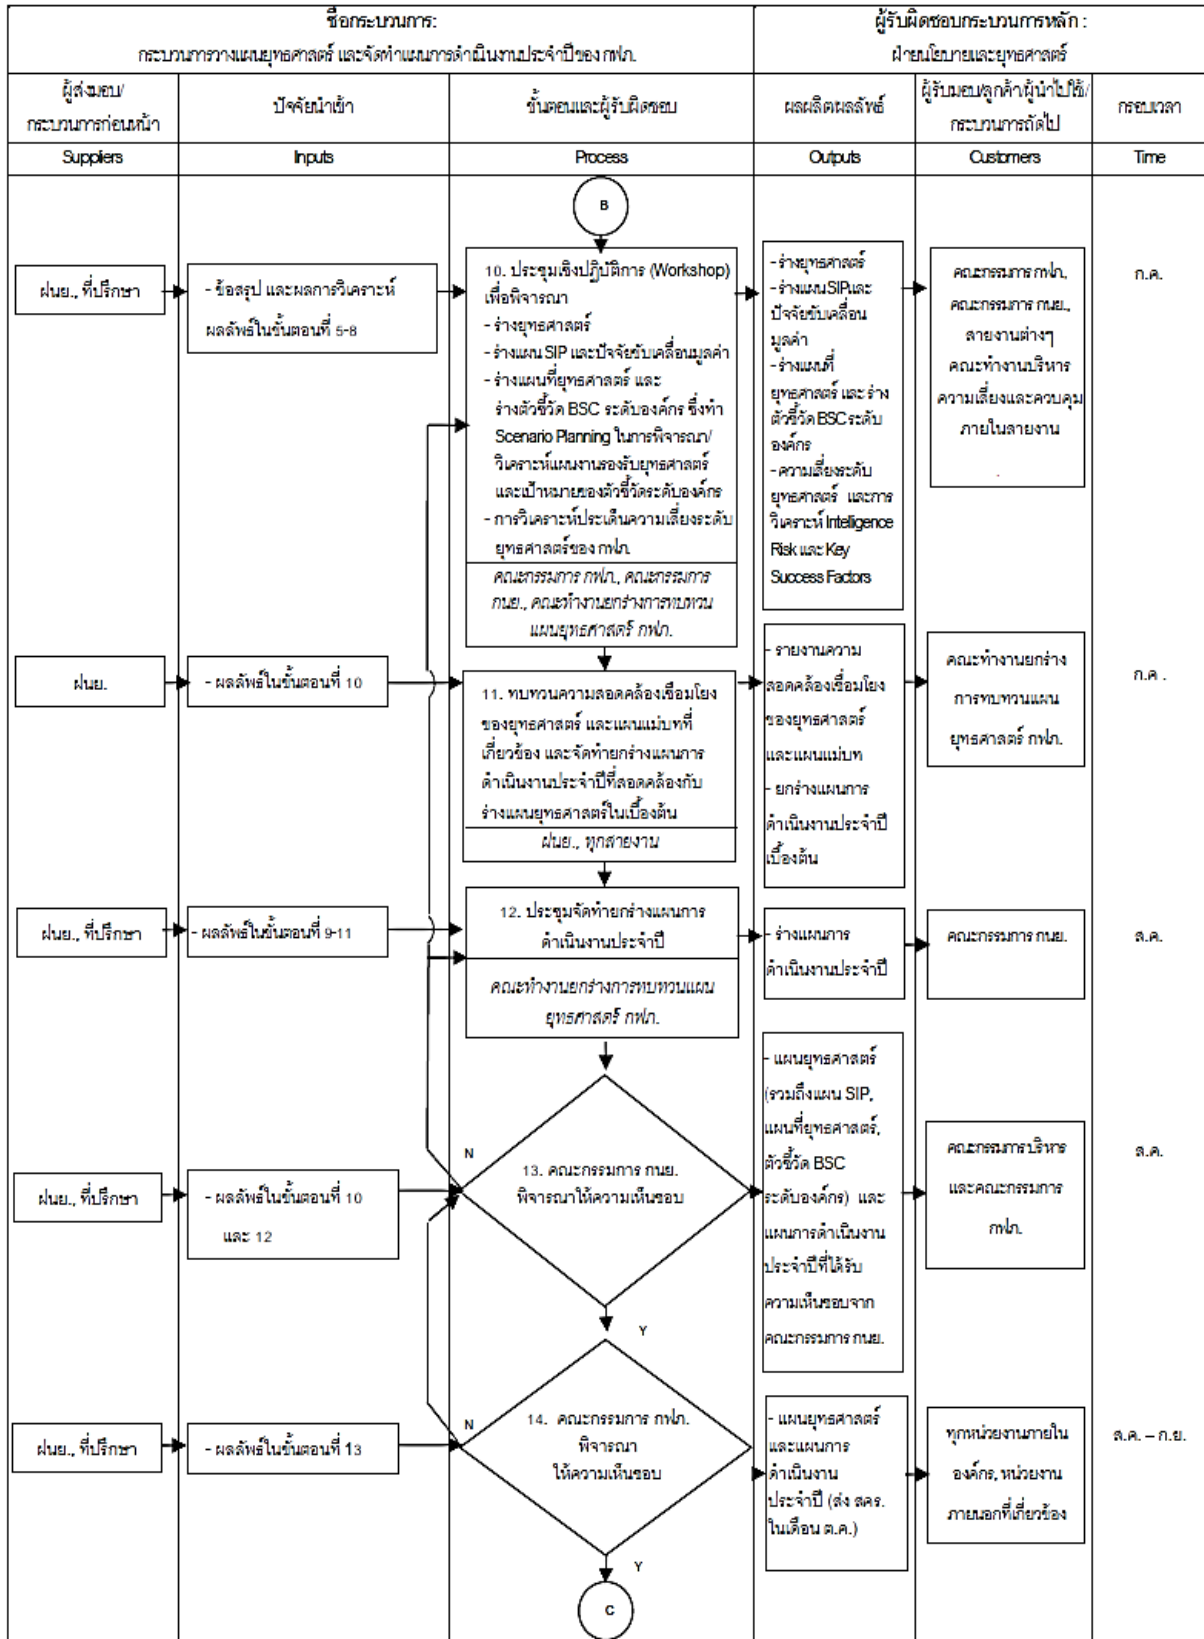 ชื่อกระบวนการ:
กระบวนการวางแผนยุทธศาสตร์ และจัดทำแผนการดำเนินงานประจำปีของ กฟภ.
ผู้รับผิดชอบกระบวนการหลัก :
ฝ่ายนโยบายและยุทธศาสตร์
ผู้ส่งมอบ/
กระบวนการก่อนหน้า
ปัจจัยนำเข้า
ขั้นตอนและผู้รับผิดชอบ
ผลผลิตผลลัพธ์
ผู้รับมอบ/ลูกค้า/ผู้นำไปใช้/
กระบวนการถัดไป
กรอบเวลา
Suppliers
Inputs
Process
Outputs
Customers
Time
B
ฝนย., ที่ปรึกษา
- ข้อสรุป และผลการวิเคราะห์
ผลลัพธ์ในขั้นตอนที่ 5-8
10. ประชุมเชิงปฏิบัติการ (Workshop)
เพื่อพิจารณา
- ร่างยุทธศาสตร์
- ร่างแผน SIP และปัจจัยขับเคลื่อนมูลค่า
- ร่างแผนที่ยุทธศาสตร์ และ
ร่างตัวชี้วัด BSC ระดับองค์กร ซึ่งทำ
Scenario Planning ในการพิจารณา/
วิเคราะห์แผนงานรองรับยุทธศาสตร์
และเป้าหมายของตัวชี้วัดระดับองค์กร
- การวิเคราะห์ประเด็นความเสี่ยงระดับ
ยุทธศาสตร์ของ กฟภ.
คณะกรรมการ กฟภ., คณะกรรมการ
กนย., คณะทำงานยกร่างการทบทวน
แผนยุทธศาสตร์ กฟภ.
- ร่างยุทธศาสตร์
- ร่างแผน SIPและ
ปัจจัยขับเคลื่อน
มูลค่า
- ร่างแผนที่
ยุทธศาสตร์ และ ร่าง
ตัวชี้วัด BSC ระดับ
องค์กร
- ความเสี่ยงระดับ
ยุทธศาสตร์ และการ
วิเคราะห์ Intelligence
Risk และ Key
Success Factors
คณะกรรมการ กฟภ.
คณะกรรมการ กนย.,
สายงานต่างๆ
คณะทำงานบริหาร
ความเสี่ยงและควบคุม
ภายในสายงาน
.
ก.ค.
ฝนย.
- ผลลัพธ์ในขั้นตอนที่ 10
11. ทบทวนความสอดคล้องเชื่อมโยง
ของยุทธศาสตร์ และแผนแม่บทที่
เกี่ยวข้อง และจัดทำยกร่างแผนการ
ดำเนินงานประจำปีที่สอดคล้องกับ
ร่างแผนยุทธศาสตร์ในเบื้องต้น
ฝนย., ทุกสายงาน
- รายงานความ
สอดคล้องเชื่อมโยง
ของยุทธศาสตร์
และแผนแม่บท
- ยกร่างแผนการ
ดำเนินงานประจำปี
เบื้องต้น
คณะทำงานยกร่าง
การทบทวนแผน
ยุทธศาสตร์ กฟภ.
ก.ค .
ฝนย., ที่ปรึกษา
- ผลลัพธ์ในขั้นตอนที่ 9-11
12. ประชุมจัดทำยกร่างแผนการ
ดำเนินงานประจำปี
คณะทำงานยกร่างการทบทวนแผน
ยุทธศาสตร์ กฟภ.
- ร่างแผนการ
ดำเนินงานประจำปี
คณะกรรมการ กนย.
ส.ค.
ฝนย., ที่ปรึกษา
- ผลลัพธ์ในขั้นตอนที่ 10
และ 12
N
13. คณะกรรมการ กนย.
พิจารณาให้ความเห็นชอบ
Y
- แผนยุทธศาสตร์
(รวมถึงแผน SIP,
แผนที่ยุทธศาสตร์,
ตัวชี้วัด BSC
ระดับองค์กร) และ
แผนการดำเนินงาน
ประจำปีที่ได้รับ
ความเห็นชอบจาก
คณะกรรมการ กนย.
คณะกรรมการบริหาร
และคณะกรรมการ
กฟภ.
ส.ค.
ฝนย., ที่ปรึกษา
- ผลลัพธ์ในขั้นตอนที่ 13
N
14. คณะกรรมการ กฟภ.
พิจารณา
ให้ความเห็นชอบ
Y
- แผนยุทธศาสตร์
และแผนการ
ดำเนินงาน
ประจำปี (ส่ง สคร.
ในเดือน ต.ค.)
ทุกหน่วยงานภายใน
องค์กร, หน่วยงาน
ภายนอกที่เกี่ยวข้อง
ส.ค. – ก.ย.
C